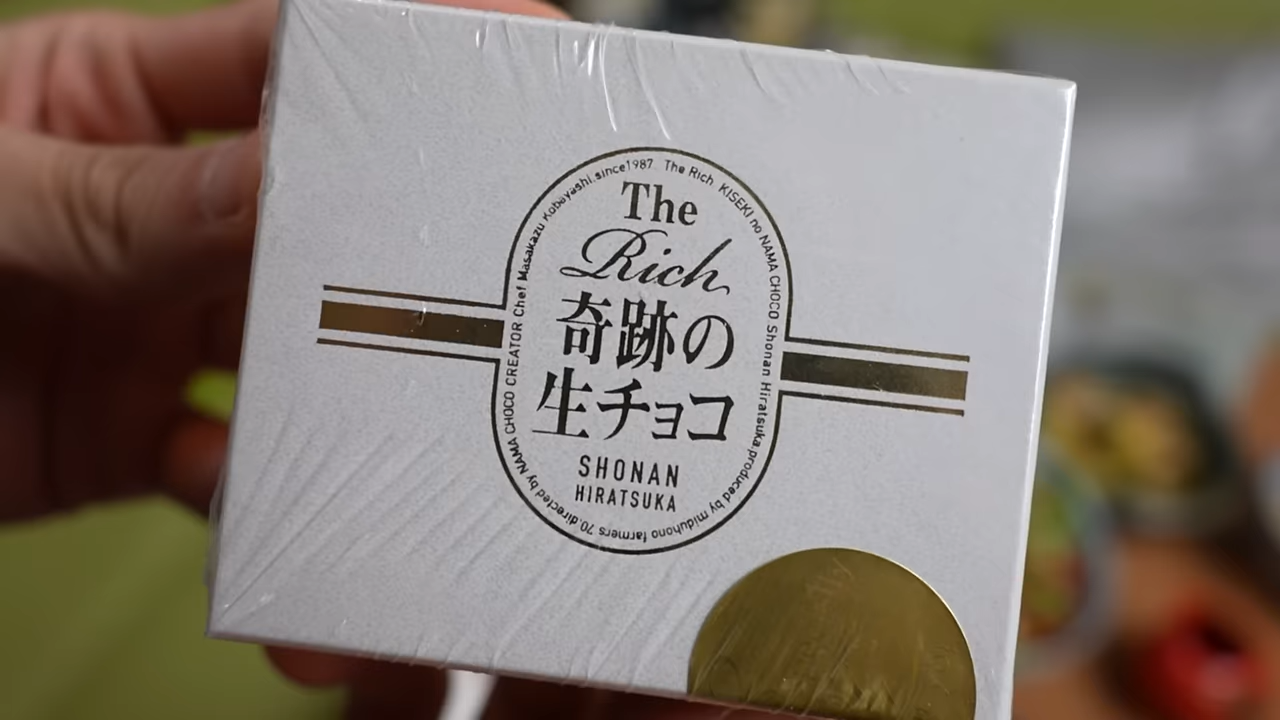 The
Rich
奇跡の
生チョコ
SHONAN
HIRATSUKA
The Rich KISEKI no NAMA CHOCO Shonan Hiratsuka.produced by miduhono farmers 70.directed by NAMA CHOCO CREATOR Chef Masakazu Kobayashi.since1987.